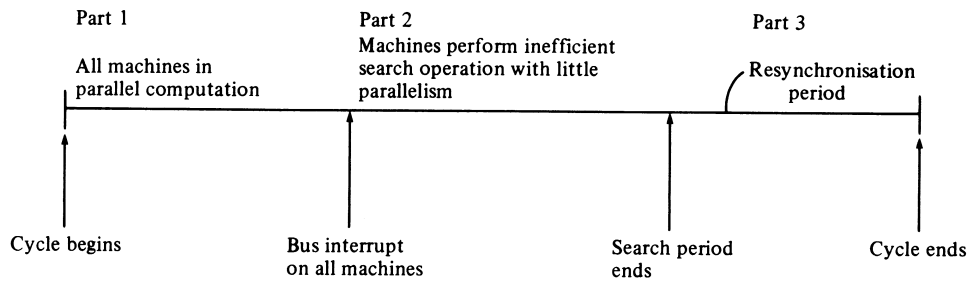 Part 1
All machines in
parallel computation
Part 2
Machines perform inefficient
search operation with little
parallelism
Part 3
Resynchronisation
period
Cycle begins
Bus interrupt
on all machines
Search period
ends
Cycle ends